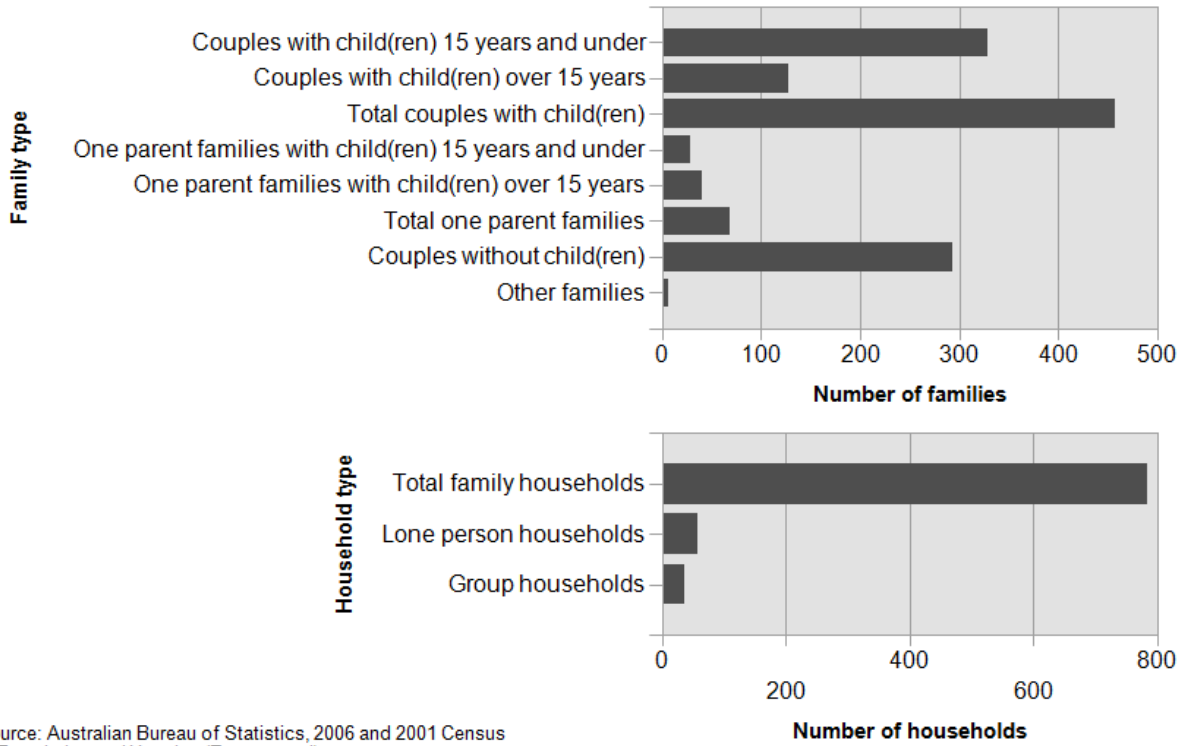 Family type
Couples with child(ren) 15 years and under
Couples with child(ren) over 15 years
Total couples with child(ren)
One parent families with child(ren) 15 years and under
One parent families with child(ren) over 15 years
Total one parent families
Couples without child(ren)
Other families
0 100 200 300 400 500
Number of families
Household type
Total family households
Lone person households
Group households
0 200 400 600 800
Number of households
urce: Australian Bureau of Statistics, 2006 and 2001 Census